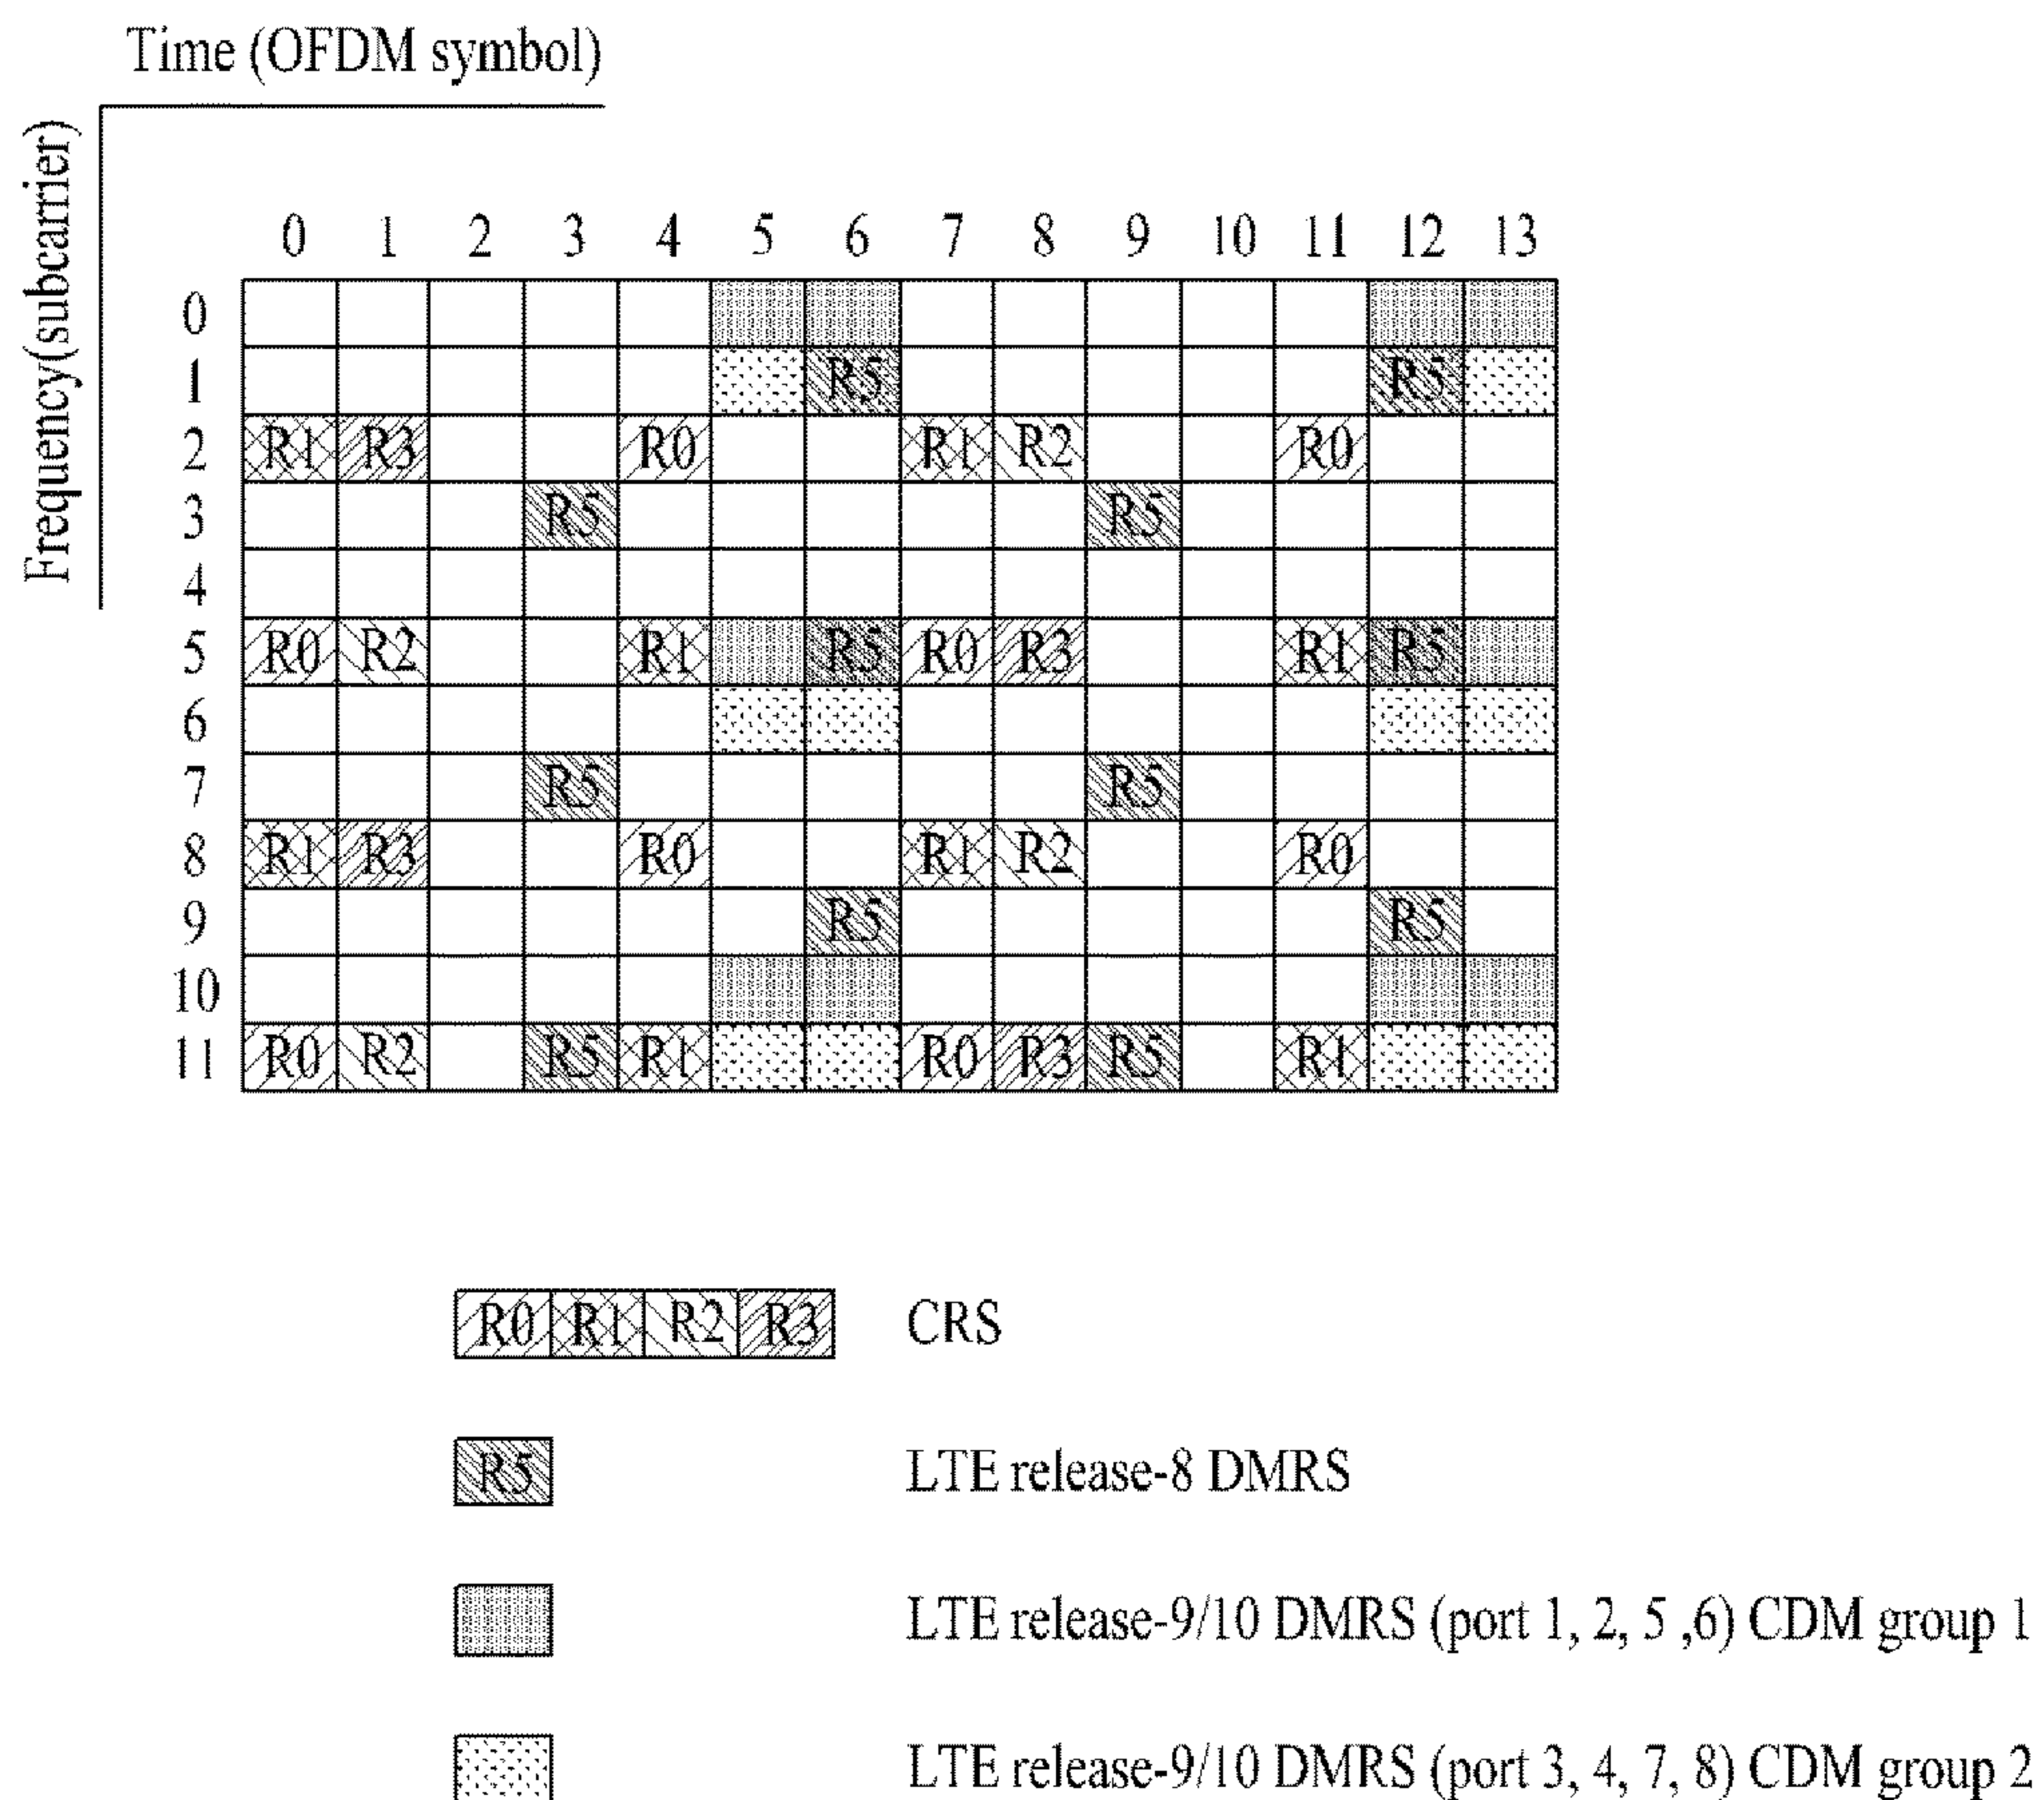 Time (OFDM symbol)
Frequency(subcarrier)
0 1 2 3 4 5 6 7 8 9 10 11 12 13
0
1 R5 R5
2 R1 R3 R0 R1 R2 R0
3 R5 R5
4
5 R0 R2 R1 R5 R0 R3 R1 R5
6
7 R5 R5
8 R1 R3 R0 R1 R2 R0
9 R5 R5
10
11 R0 R2 R5 R1 R0 R3 R5 R1
R0 R1 R2 R3 CRS
R5 LTE release-8 DMRS
LTE release-9/10 DMRS (port 1, 2, 5 ,6) CDM group 1
LTE release-9/10 DMRS (port 3, 4, 7, 8) CDM group 2